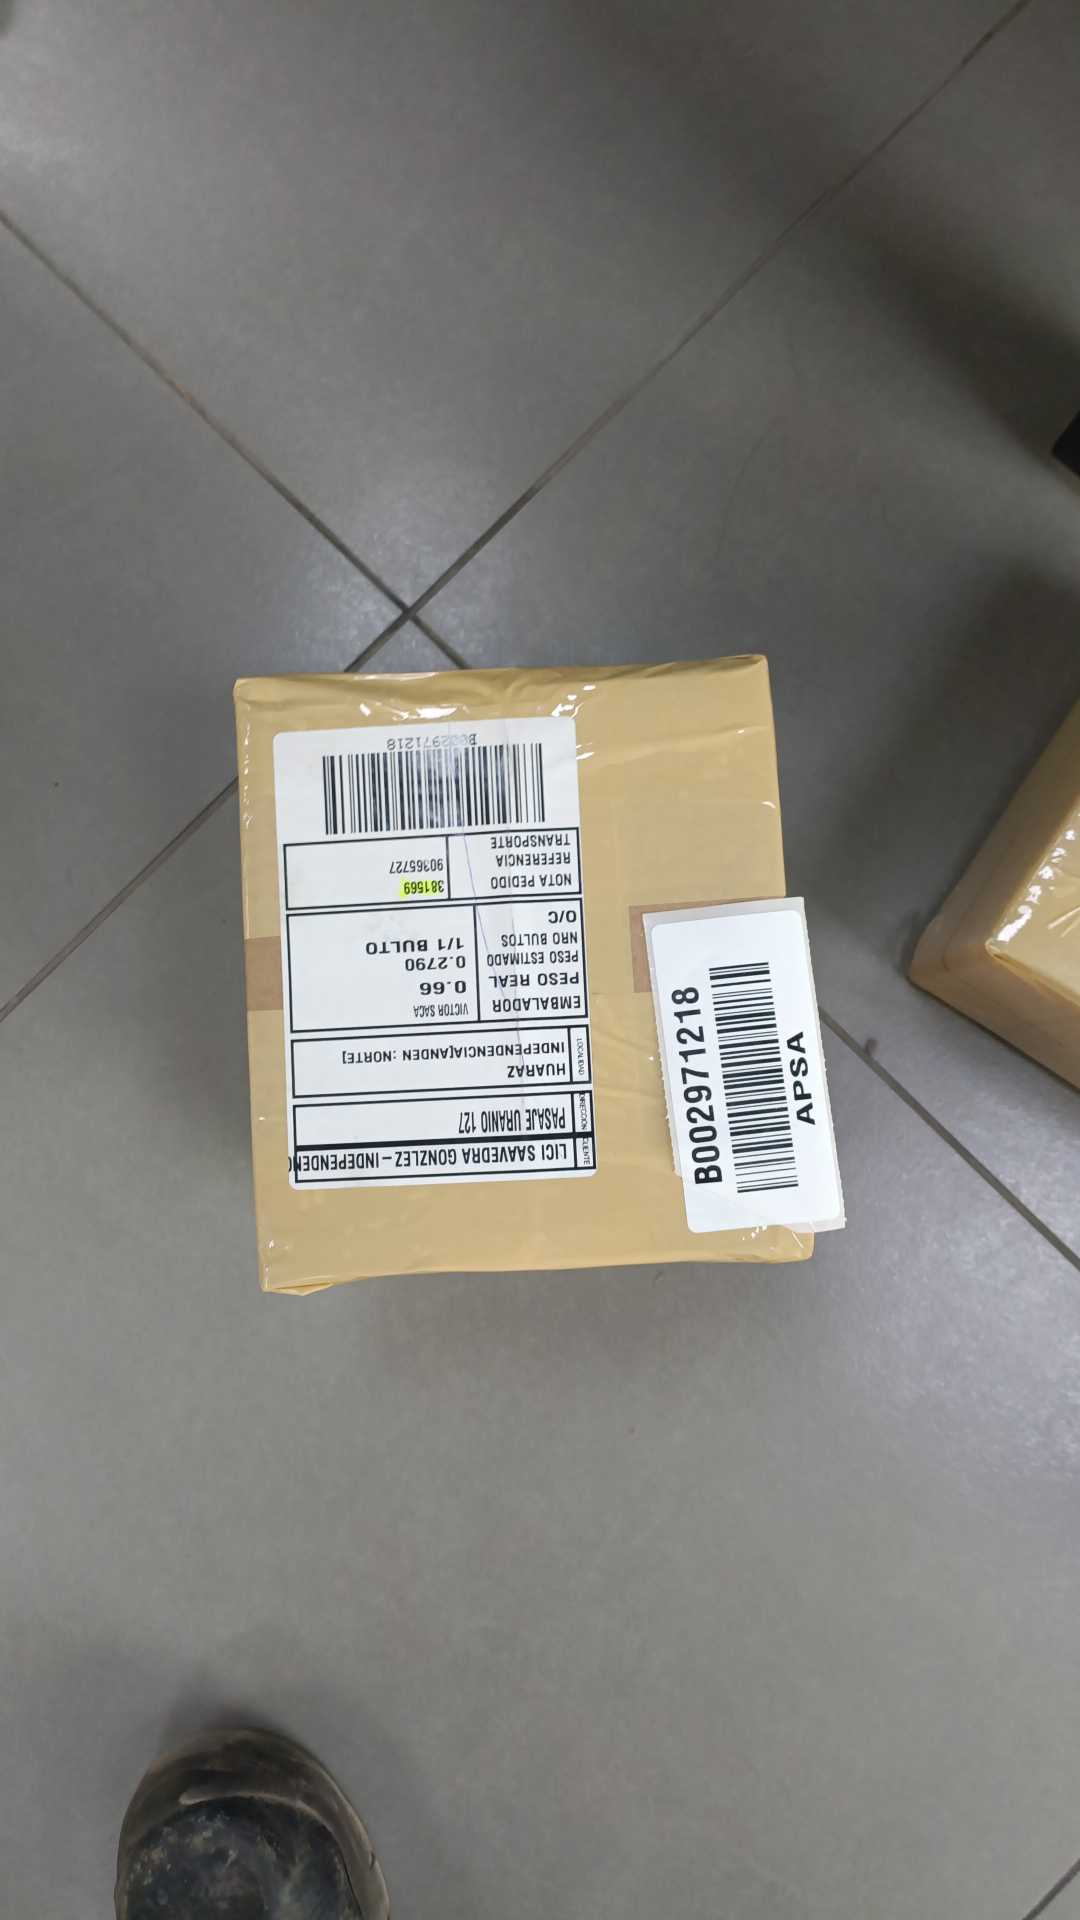 CLIENTE LICI SAAVEDRA GONZLEZ-INDEPENDENC
DIRECCION PASAJE URANIO 127
LOCALIDAD HUARAZ
INDEPENDENCIA[ANDEN :NORTE]
EMBALADOR VICTOR SACA
PESO REAL 0.66
PESO ESTIMADO 0.2790
NRO BULTOS 1/1 BULTO
O/C
NOTA PEDIDO 381569
REFERENCIA 90365727
TRANSPORTE
B002971218
B002971218
APSA